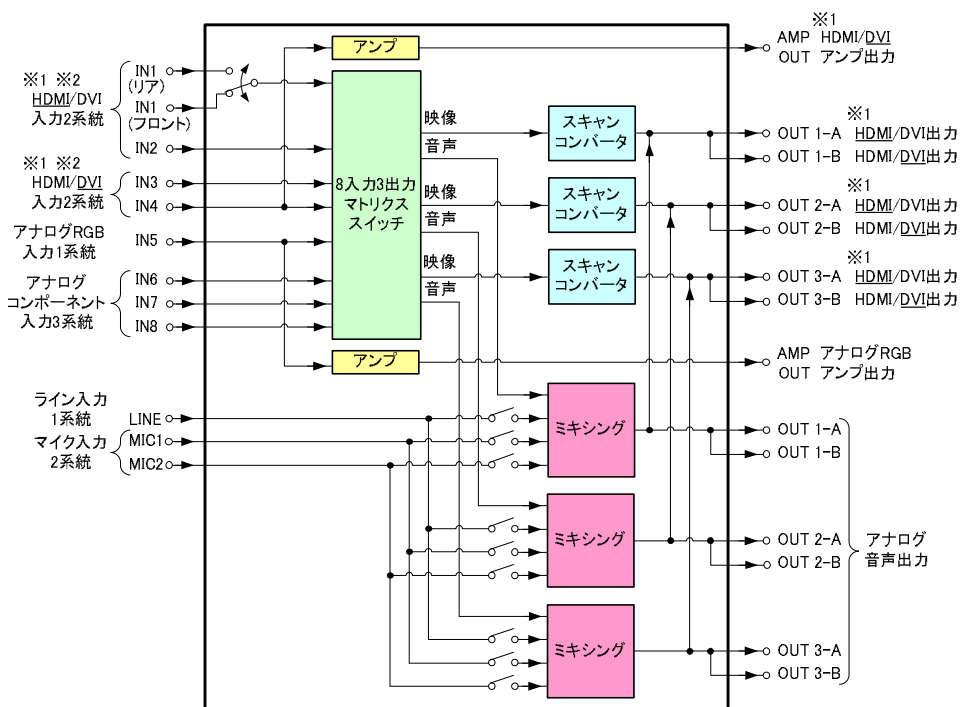 ※1 ※2
HDMI/DVI
入力2系統
IN1
(リア)
IN1
(フロント)
IN2
※1 ※2
HDMI/DVI
入力2系統
IN3
IN4
アナログRGB
入力1系統
IN5
アナログ
コンポーネント
入力3系統
IN6
IN7
IN8
ライン入力
1系統
LINE
マイク入力
2系統
MIC1
MIC2
アンプ
8入力3出力
マトリクス
スイッチ
アンプ
映像
音声
映像
音声
映像
音声
スキャン
コンバータ
スキャン
コンバータ
スキャン
コンバータ
ミキシング
ミキシング
ミキシング
※1
AMP HDMI/DVI
OUT アンプ出力
※1
OUT 1-A HDMI/DVI出力
OUT 1-B HDMI/DVI出力
※1
OUT 2-A HDMI/DVI出力
OUT 2-B HDMI/DVI出力
※1
OUT 3-A HDMI/DVI出力
OUT 3-B HDMI/DVI出力
AMP アナログRGB
OUT アンプ出力
OUT 1-A
OUT 1-B
OUT 2-A
OUT 2-B
OUT 3-A
OUT 3-B
アナログ
音声出力